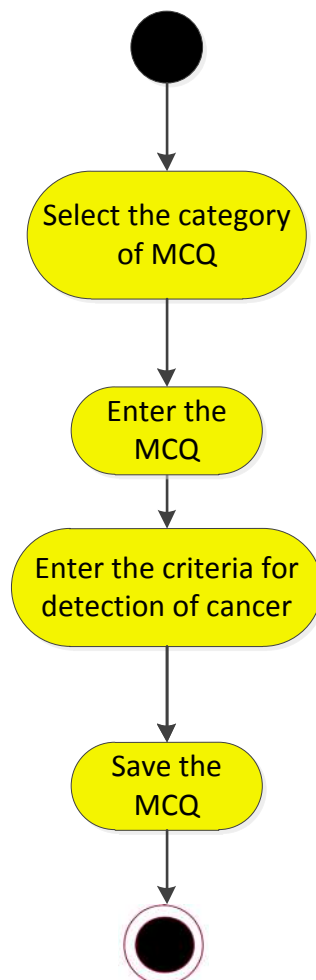 Select the category
of MCQ
Enter the
MCQ
Enter the criteria for
detection of cancer
Save the
MCQ